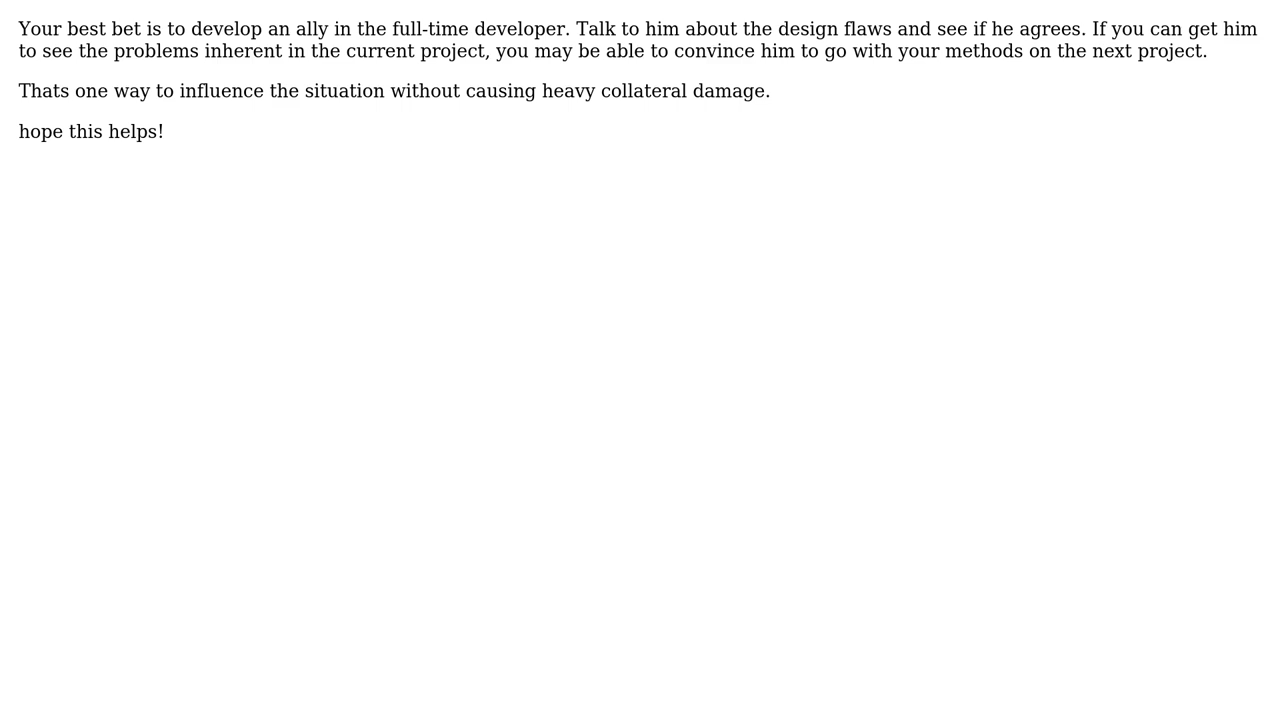 Your best bet is to develop an ally in the full-time developer. Talk to him about the design flaws and see if he agrees. If you can get him
to see the problems inherent in the current project, you may be able to convince him to go with your methods on the next project.
Thats one way to influence the situation without causing heavy collateral damage.
hope this helps!